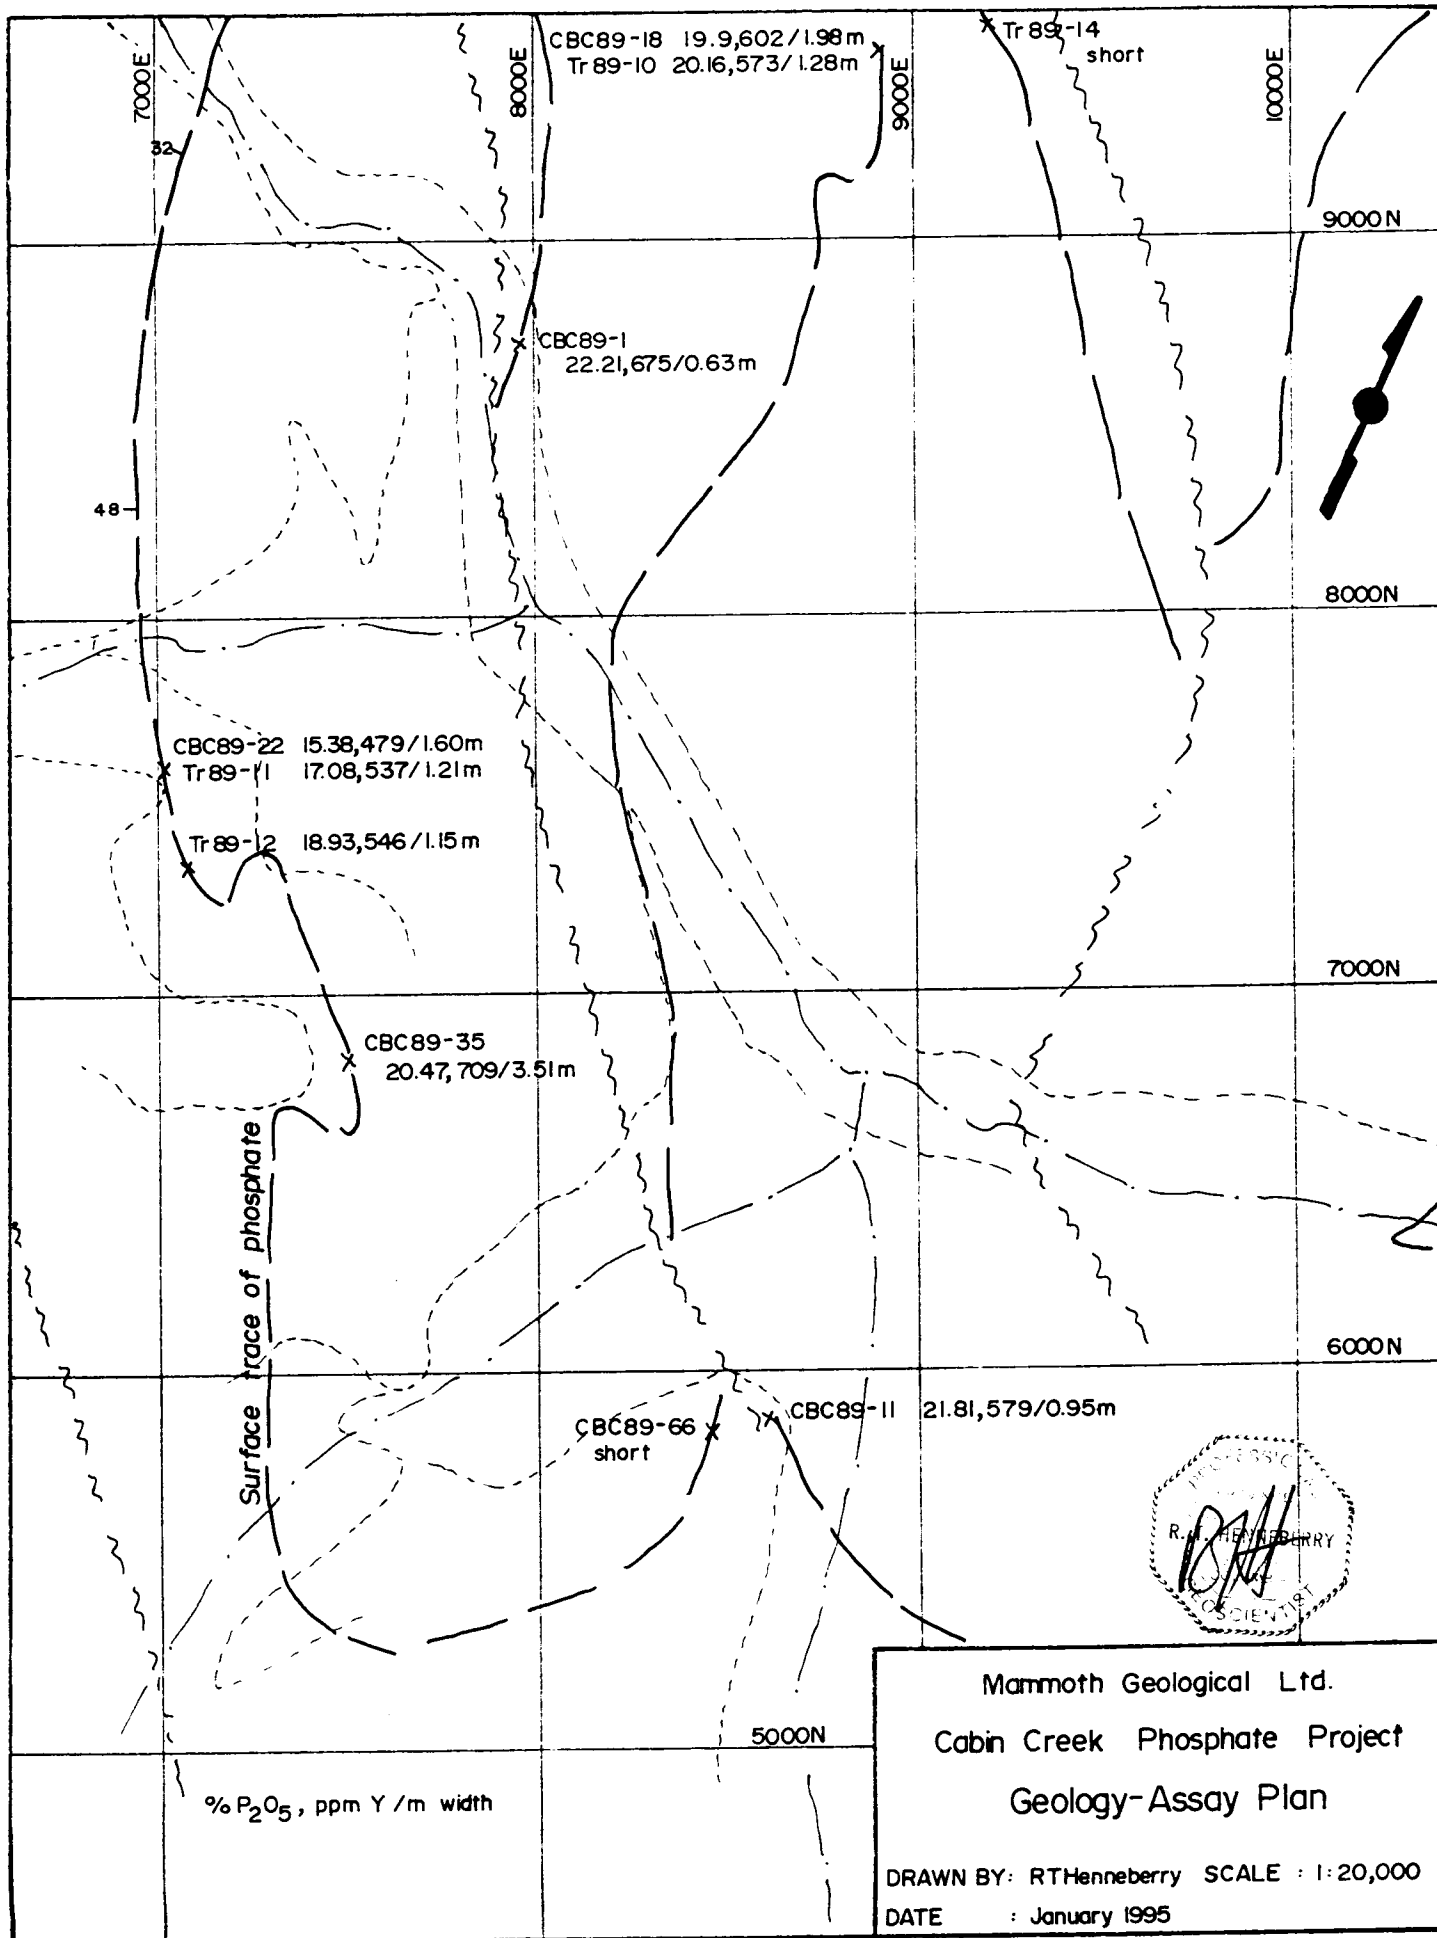 7000E
8000E
9000E
10000E
CBC89-18 19.9,602/1.98m
Tr 89-10 20.16,573/1.28m
Tr 89-14
short
32
9000N
CBC89-1
22.21,675/0.63m
48
8000N
CBC89-22 15.38,479/1.60m
Tr 89-11 17.08,537/1.21m
Tr 89-12 18.93,546/1.15m
7000N
CBC89-35
20.47,709/3.51m
Surface trace of phosphate
6000N
CBC89-66
short
CBC89-11 21.81,579/0.95m
R. T. HENNEBERRY
GEOSCIENTIST
5000N
% P2O5, ppm Y/m width
Mammoth Geological Ltd.
Cabin Creek Phosphate Project
Geology-Assay Plan
DRAWN BY: RTHenneberry SCALE : 1:20,000
DATE : January 1995